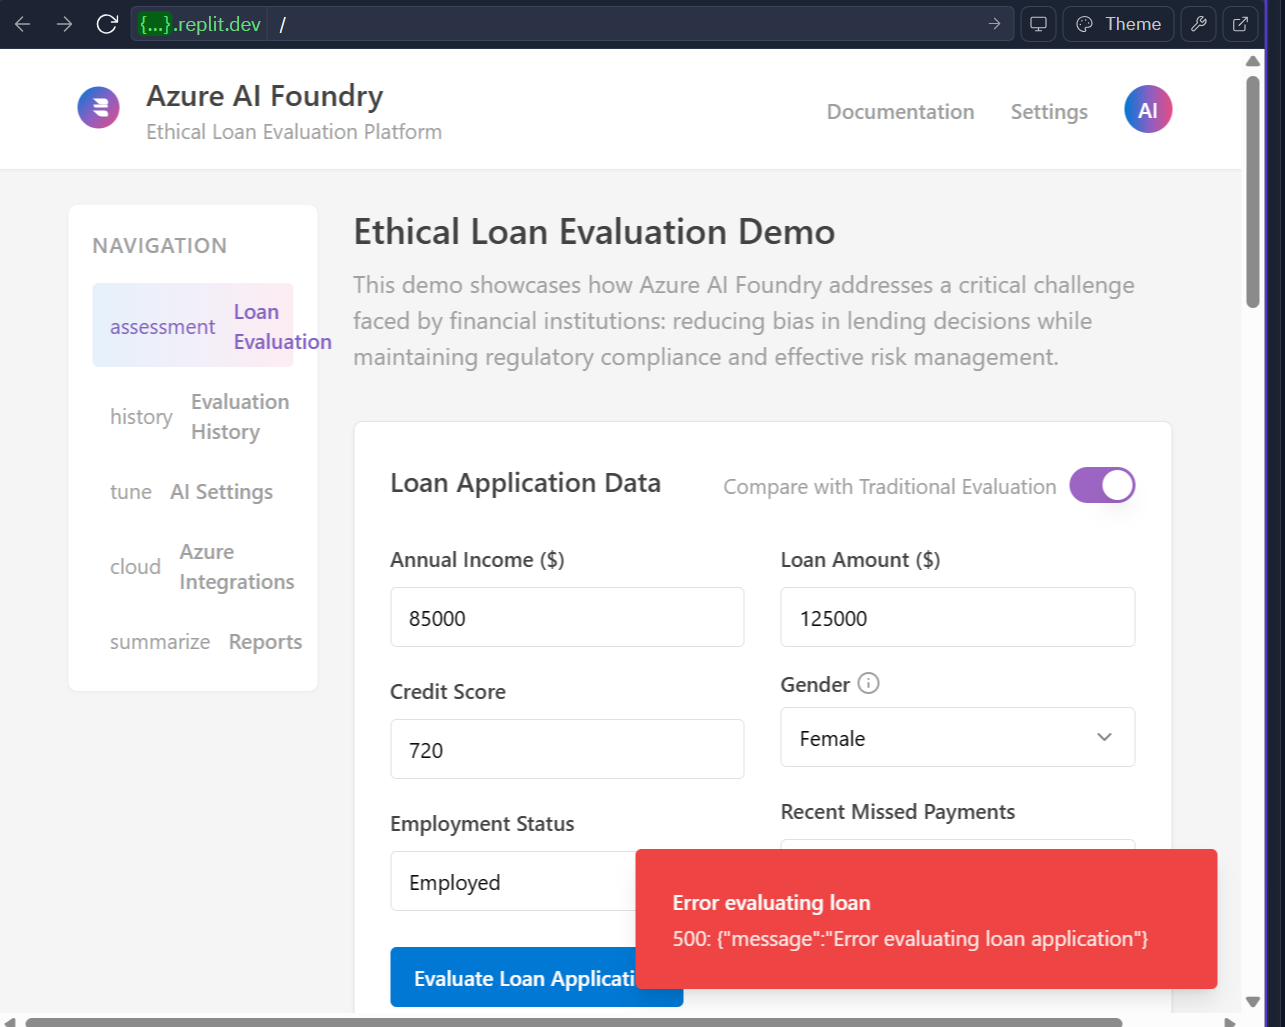 {...}.replit.dev /
Theme
Azure AI Foundry
Ethical Loan Evaluation Platform
Documentation
Settings
AI
NAVIGATION
assessment Loan
Evaluation
history Evaluation
History
tune AI Settings
cloud Azure
Integrations
summarize Reports
Ethical Loan Evaluation Demo
This demo showcases how Azure AI Foundry addresses a critical challenge
faced by financial institutions: reducing bias in lending decisions while
maintaining regulatory compliance and effective risk management.
Loan Application Data
Compare with Traditional Evaluation
Annual Income ($)
85000
Loan Amount ($)
125000
Credit Score
720
Gender
Female
Employment Status
Employed
Recent Missed Payments
Evaluate Loan Applicati
Error evaluating loan
500: {"message":"Error evaluating loan application"}